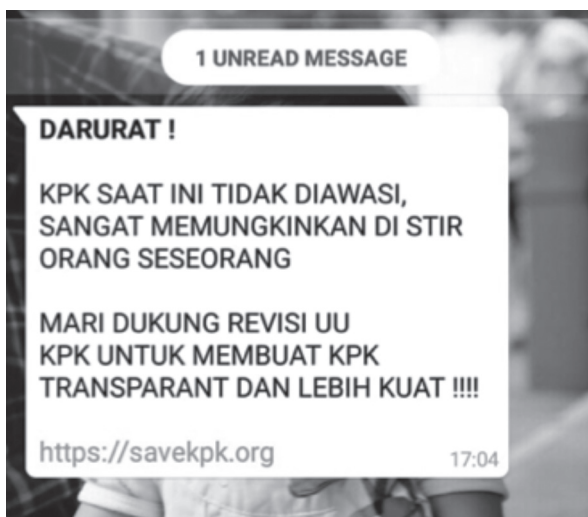 1 UNREAD MESSAGE
DARURAT !
KPK SAAT INI TIDAK DIAWASI,
SANGAT MEMUNGKINKAN DI STIR
ORANG SESEORANG
MARI DUKUNG REVISI UU
KPK UNTUK MEMBUAT KPK
TRANSPARANT DAN LEBIH KUAT !!!!
https://savekpk.org
17:04